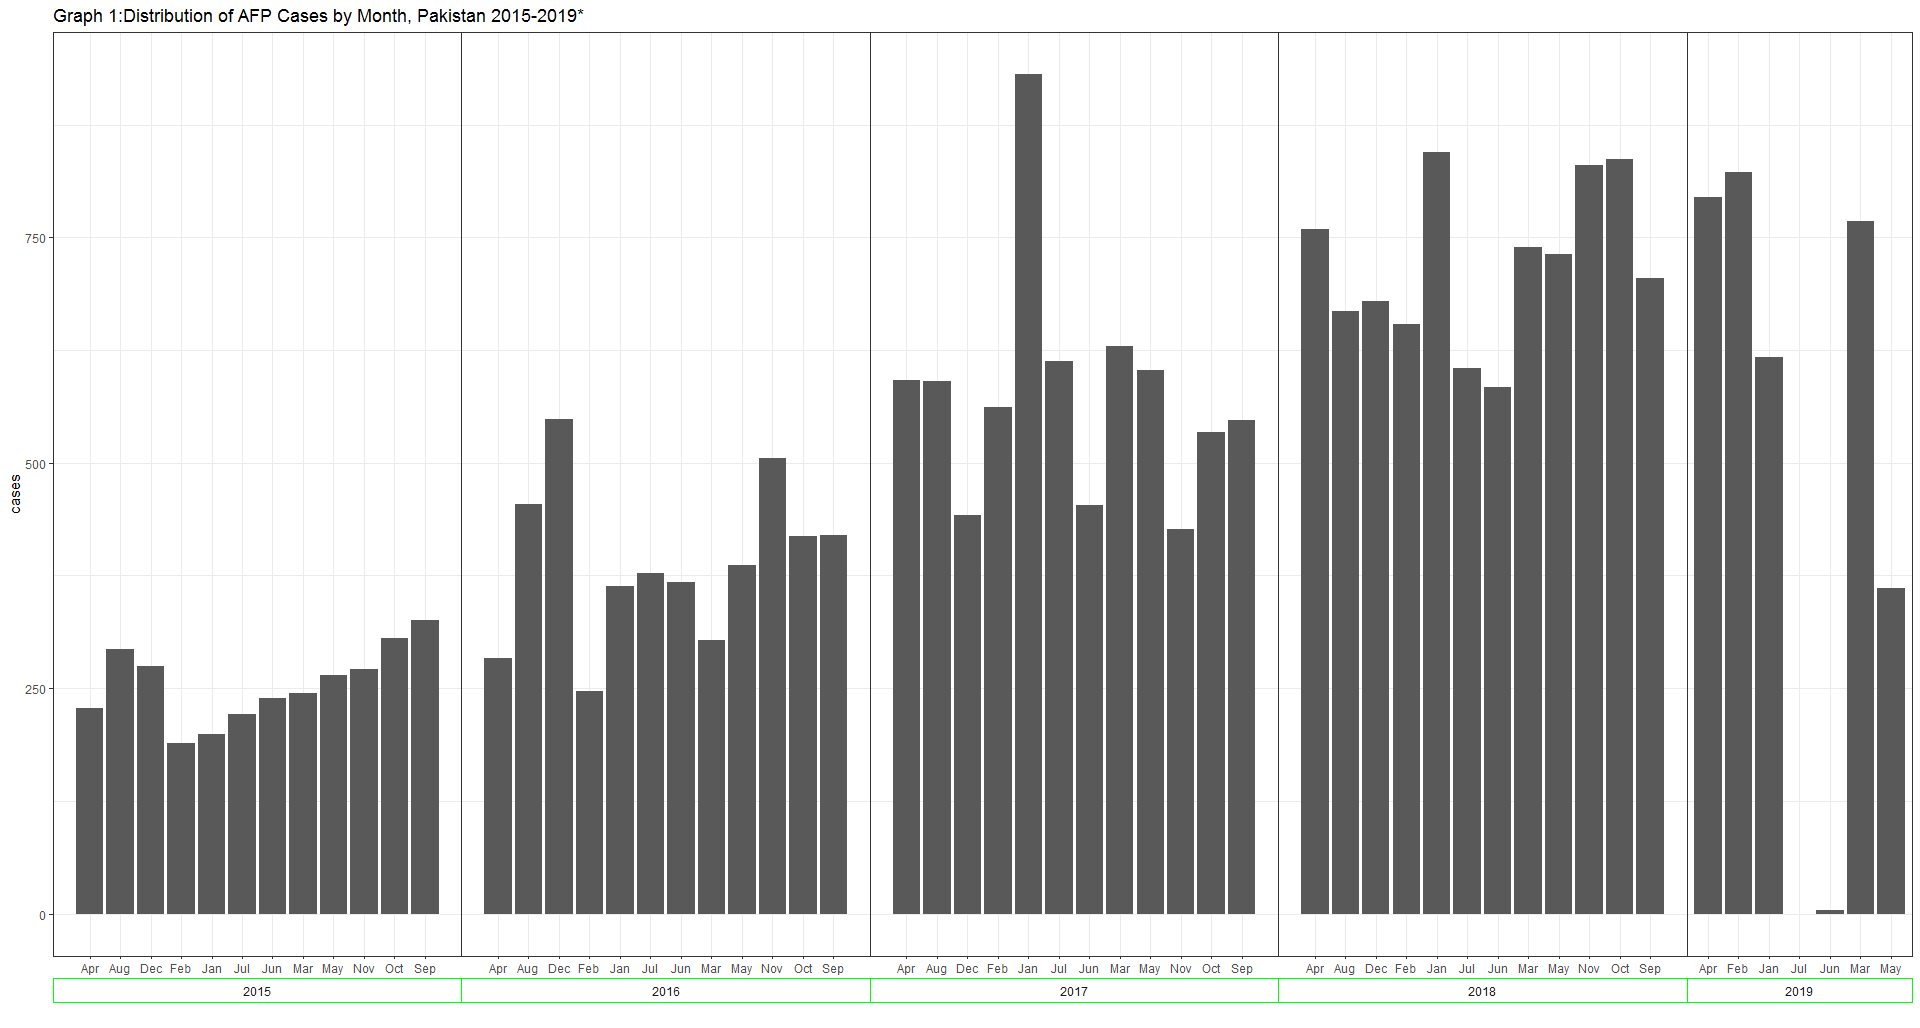 Graph 1:Distribution of AFP Cases by Month, Pakistan 2015-2019*
cases
750
500
250
0
Apr Aug Dec Feb Jan Jul Jun Mar May Nov Oct Sep Apr Aug Dec Feb Jan Jul Jun Mar May Nov Oct Sep Apr Aug Dec Feb Jan Jul Jun Mar May Nov Oct Sep Apr Aug Dec Feb Jan Jul Jun Mar May Nov Oct Sep Apr Feb Jan Jul Jun Mar May
2015 2016 2017 2018 2019